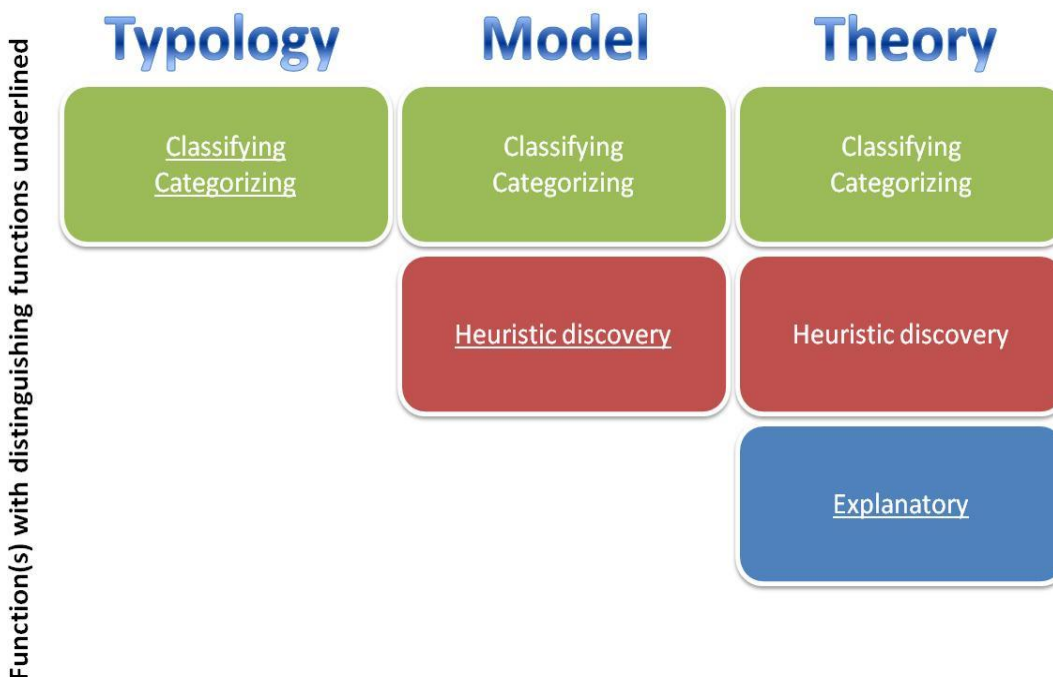 Function(s) with distinguishing functions underlined
Typology
Model
Theory
Classifying
Categorizing
Classifying
Categorizing
Classifying
Categorizing
Heuristic discovery
Heuristic discovery
Explanatory